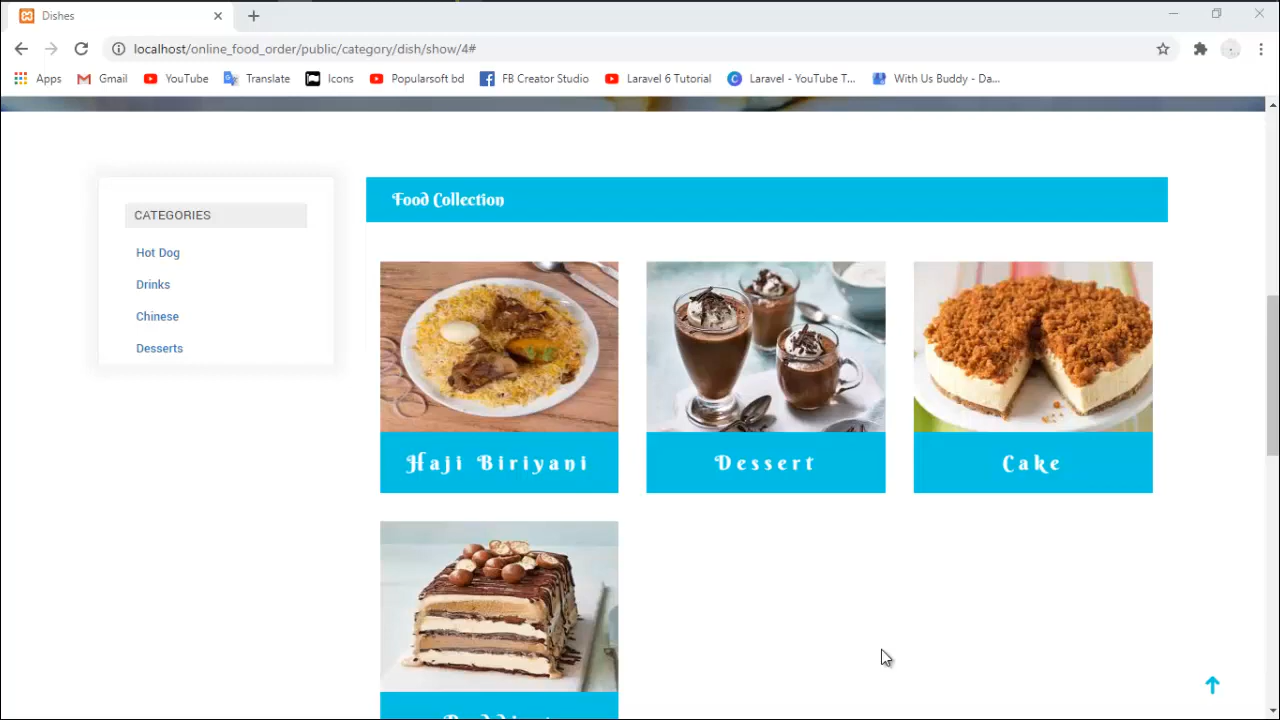 Dishes
localhost/online_food_order/public/category/dish/show/4#
Apps Gmail YouTube Translate Icons Popularsoft bd FB Creator Studio Laravel 6 Tutorial Laravel - YouTube T... With Us Buddy - Da...
CATEGORIES
Hot Dog
Drinks
Chinese
Desserts
Food Collection
Haji Biriyani
Dessert
Cake